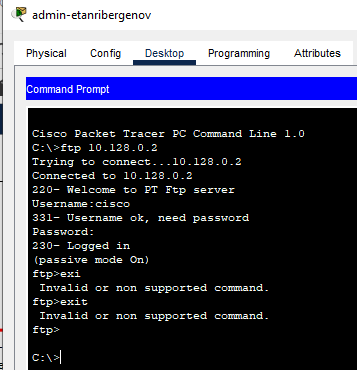 admin-etanribergenov
Physical Config Desktop Programming Attributes
Command Prompt
Cisco Packet Tracer PC Command Line 1.0
C:\>ftp 10.128.0.2
Trying to connect...10.128.0.2
Connected to 10.128.0.2
220- Welcome to PT Ftp server
Username:cisco
331- Username ok, need password
Password:
230- Logged in
(passive mode On)
ftp>exi
Invalid or non supported command.
ftp>exit
Invalid or non supported command.
ftp>
C:\>